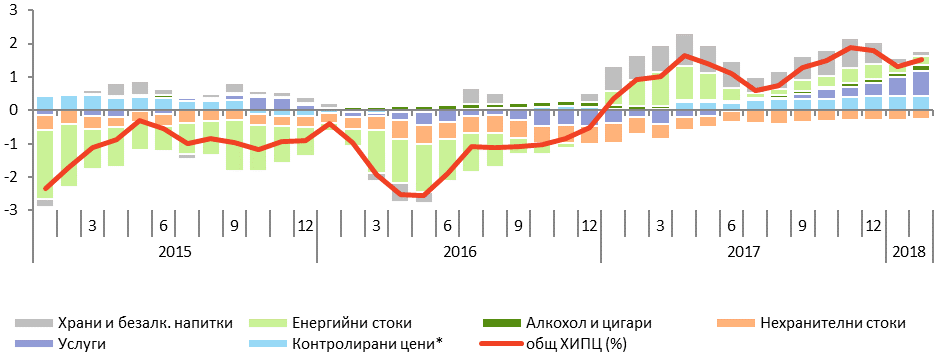 3
2
1
0
-1
-2
-3
3 6 9 12 3 6 9 12 3 6 9 12
2015 2016 2017 2018
Храни и безалк. напитки Енергийни стоки Алкохол и цигари Нехранителни стоки
Услуги Контролирани цени* общ ХИПЦ (%)